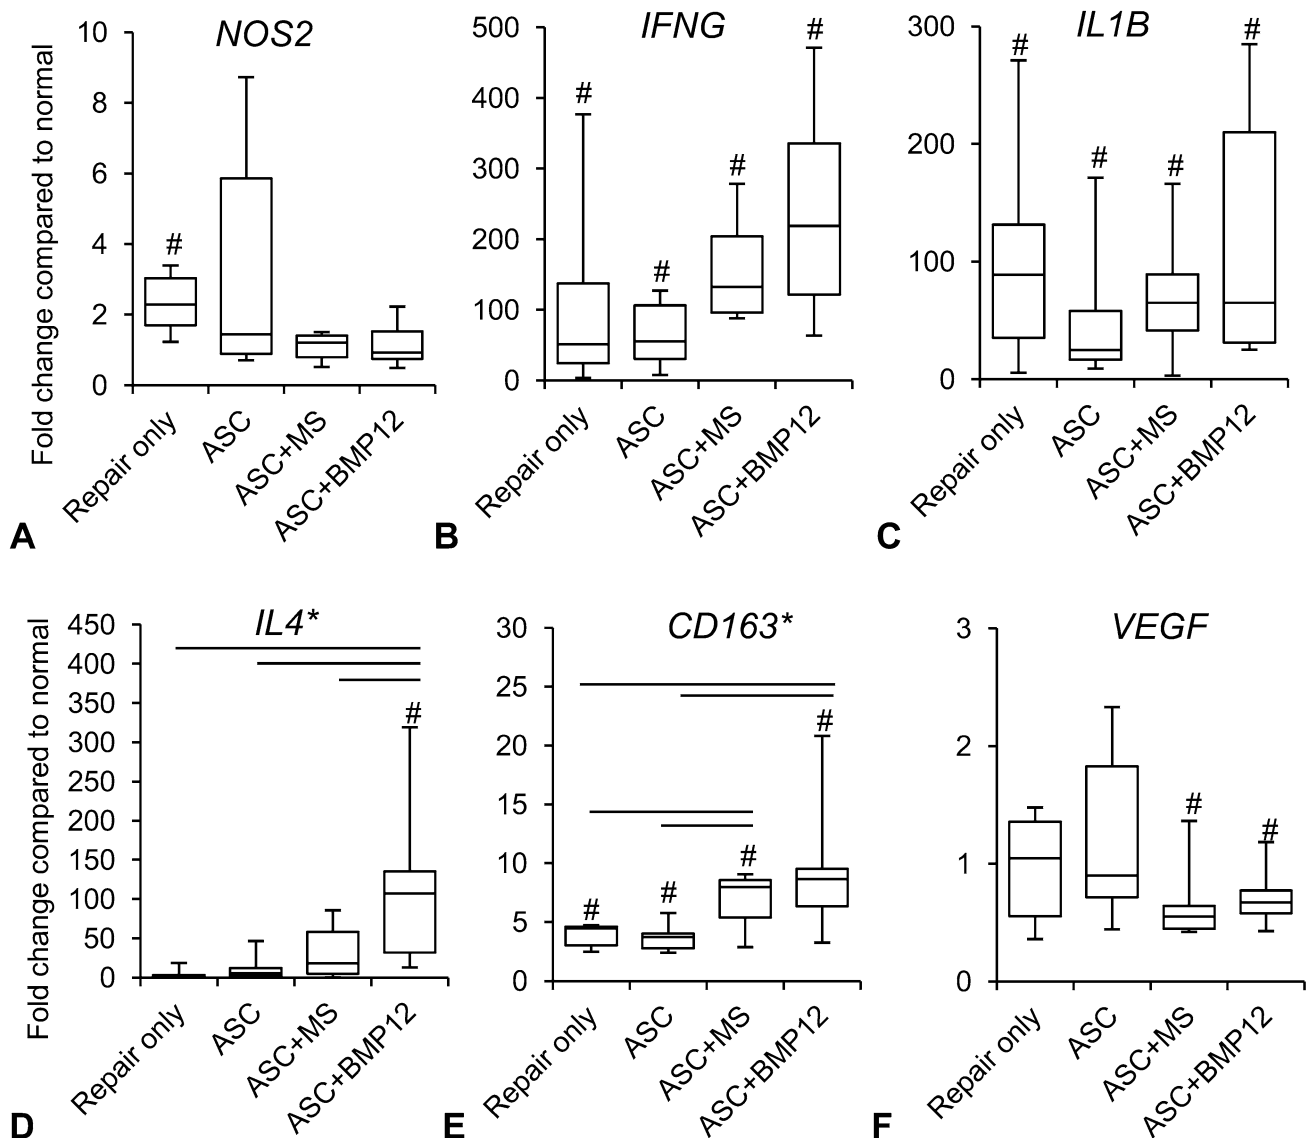 NOS2
Fold change compared to normal
10
8
6
4
2
0
#
Repair only
ASC
ASC+MS
ASC+BMP12
A
IFNG
500
400
300
200
100
0
#
#
#
#
Repair only
ASC
ASC+MS
ASC+BMP12
B
IL1B
300
200
100
0
#
#
#
#
Repair only
ASC
ASC+MS
ASC+BMP12
C
IL4*
Fold change compared to normal
450
400
350
300
250
200
150
100
50
0
#
Repair only
ASC
ASC+MS
ASC+BMP12
D
CD163*
30
25
20
15
10
5
0
#
#
#
#
Repair only
ASC
ASC+MS
ASC+BMP12
E
VEGF
3
2
1
0
#
#
Repair only
ASC
ASC+MS
ASC+BMP12
F